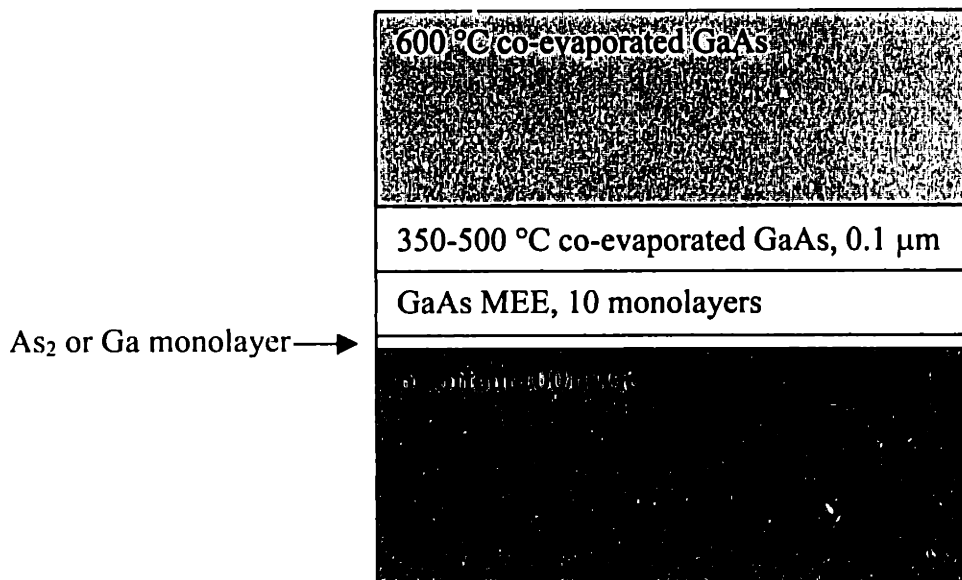 600 °C co-evaporated GaAs
350-500 °C co-evaporated GaAs, 0.1 μm
GaAs MEE, 10 monolayers
As₂ or Ga monolayer